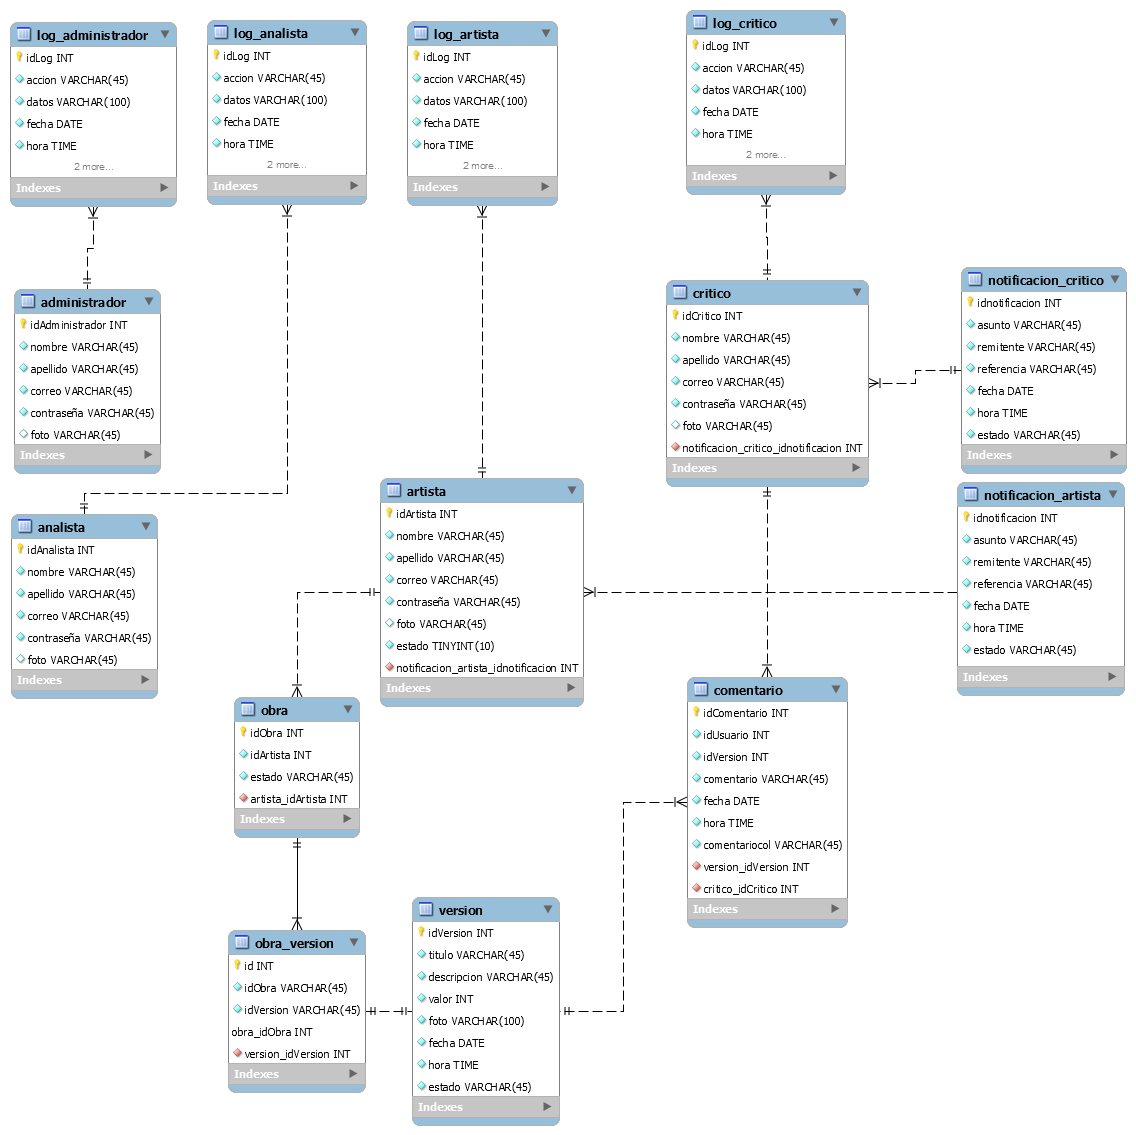 log_administrador
idLog INT
accion VARCHAR(45)
datos VARCHAR(100)
fecha DATE
hora TIME
2 more...
Indexes
log_analista
idLog INT
accion VARCHAR(45)
datos VARCHAR(100)
fecha DATE
hora TIME
2 more...
Indexes
log_artista
idLog INT
accion VARCHAR(45)
datos VARCHAR(100)
fecha DATE
hora TIME
2 more...
Indexes
log_critico
idLog INT
accion VARCHAR(45)
datos VARCHAR(100)
fecha DATE
hora TIME
2 more...
Indexes
administrador
idAdministrador INT
nombre VARCHAR(45)
apellido VARCHAR(45)
correo VARCHAR(45)
contraseña VARCHAR(45)
foto VARCHAR(45)
Indexes
critico
idCritico INT
nombre VARCHAR(45)
apellido VARCHAR(45)
correo VARCHAR(45)
contraseña VARCHAR(45)
foto VARCHAR(45)
notificacion_critico_idnotificacion INT
Indexes
notificacion_critico
idnotificacion INT
asunto VARCHAR(45)
remitente VARCHAR(45)
referencia VARCHAR(45)
fecha DATE
hora TIME
estado VARCHAR(45)
Indexes
analista
idAnalista INT
nombre VARCHAR(45)
apellido VARCHAR(45)
correo VARCHAR(45)
contraseña VARCHAR(45)
foto VARCHAR(45)
Indexes
artista
idArtista INT
nombre VARCHAR(45)
apellido VARCHAR(45)
correo VARCHAR(45)
contraseña VARCHAR(45)
foto VARCHAR(45)
estado TINYINT(10)
notificacion_artista_idnotificacion INT
Indexes
notificacion_artista
idnotificacion INT
asunto VARCHAR(45)
remitente VARCHAR(45)
referencia VARCHAR(45)
fecha DATE
hora TIME
estado VARCHAR(45)
Indexes
obra
idObra INT
idArtista INT
estado VARCHAR(45)
artista_idArtista INT
Indexes
comentario
idComentario INT
idUsuario INT
idVersion INT
comentario VARCHAR(45)
fecha DATE
hora TIME
comentariocol VARCHAR(45)
version_idVersion INT
critico_idCritico INT
Indexes
obra_version
id INT
idObra VARCHAR(45)
idVersion VARCHAR(45)
obra_idObra INT
version_idVersion INT
Indexes
version
idVersion INT
titulo VARCHAR(45)
descripcion VARCHAR(45)
valor INT
foto VARCHAR(100)
fecha DATE
hora TIME
estado VARCHAR(45)
Indexes